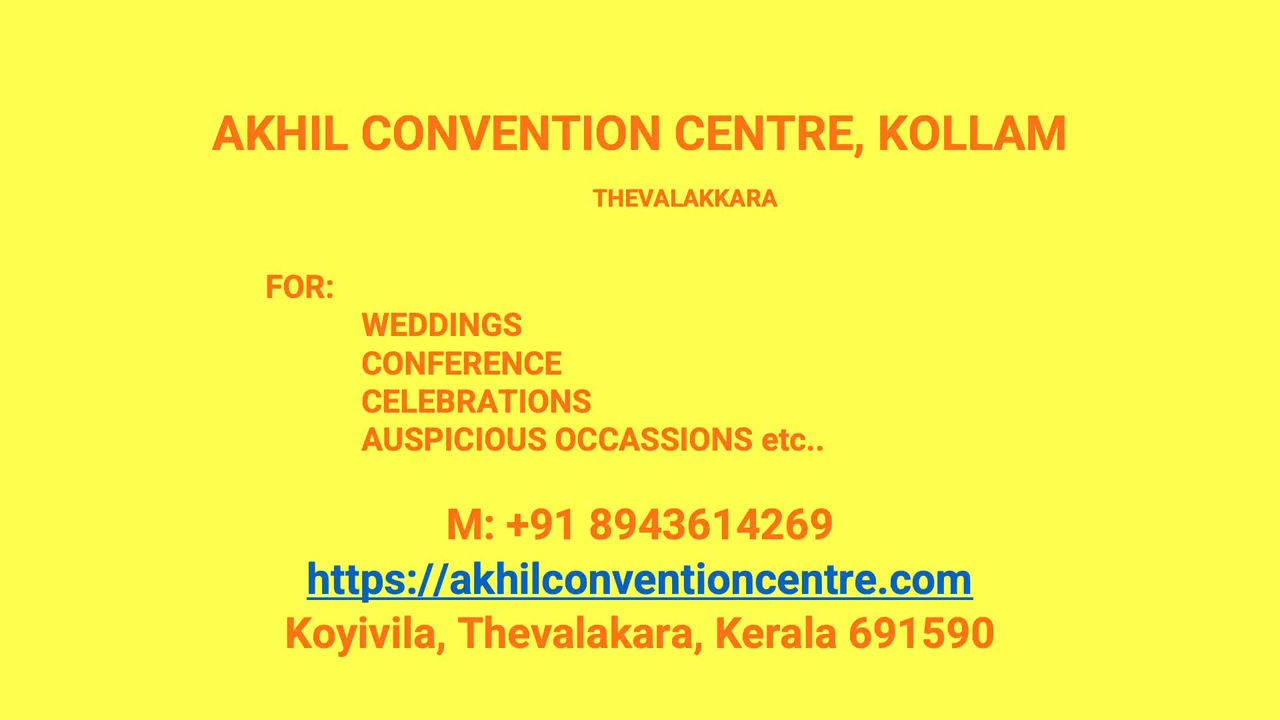 AKHIL CONVENTION CENTRE, KOLLAM
THEVALAKKARA
FOR:
WEDDINGS
CONFERENCE
CELEBRATIONS
AUSPICIOUS OCCASSIONS etc..
M: +91 8943614269
https://akhilconventioncentre.com
Koyivila, Thevalakara, Kerala 691590